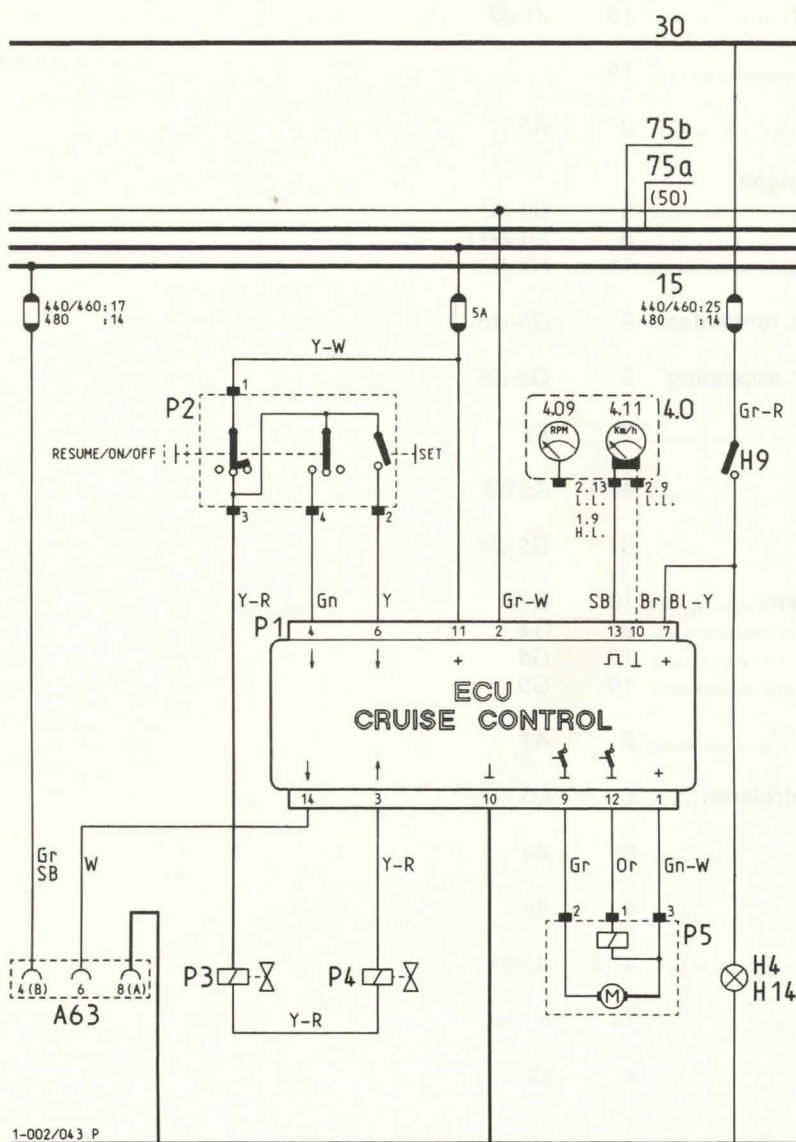 30
75b
75a
(50)
15
440/460:17
480 :14
5A
440/460:25
480 :14
Y-W
1
P2
4.09
4.11
4.0
RPM
Km/h
Gr-R
RESUME/ON/OFF
SET
H9
2.13
L.L.
2.9
L.L.
1.9
H.L.
3
4
2
Y-R
Gn
Y
Gr-W
SB
Br
Bl-Y
P1
4
6
11
2
13
10
7
+
+
ECU
CRUISE CONTROL
+
14
3
10
9
12
Gr
SB
W
Y-R
Gr
Or
Gn-W
2
1
3
P5
P3
P4
M
H4
H14
4(B)
6
8(A)
A63
Y-R
1-002/043 P